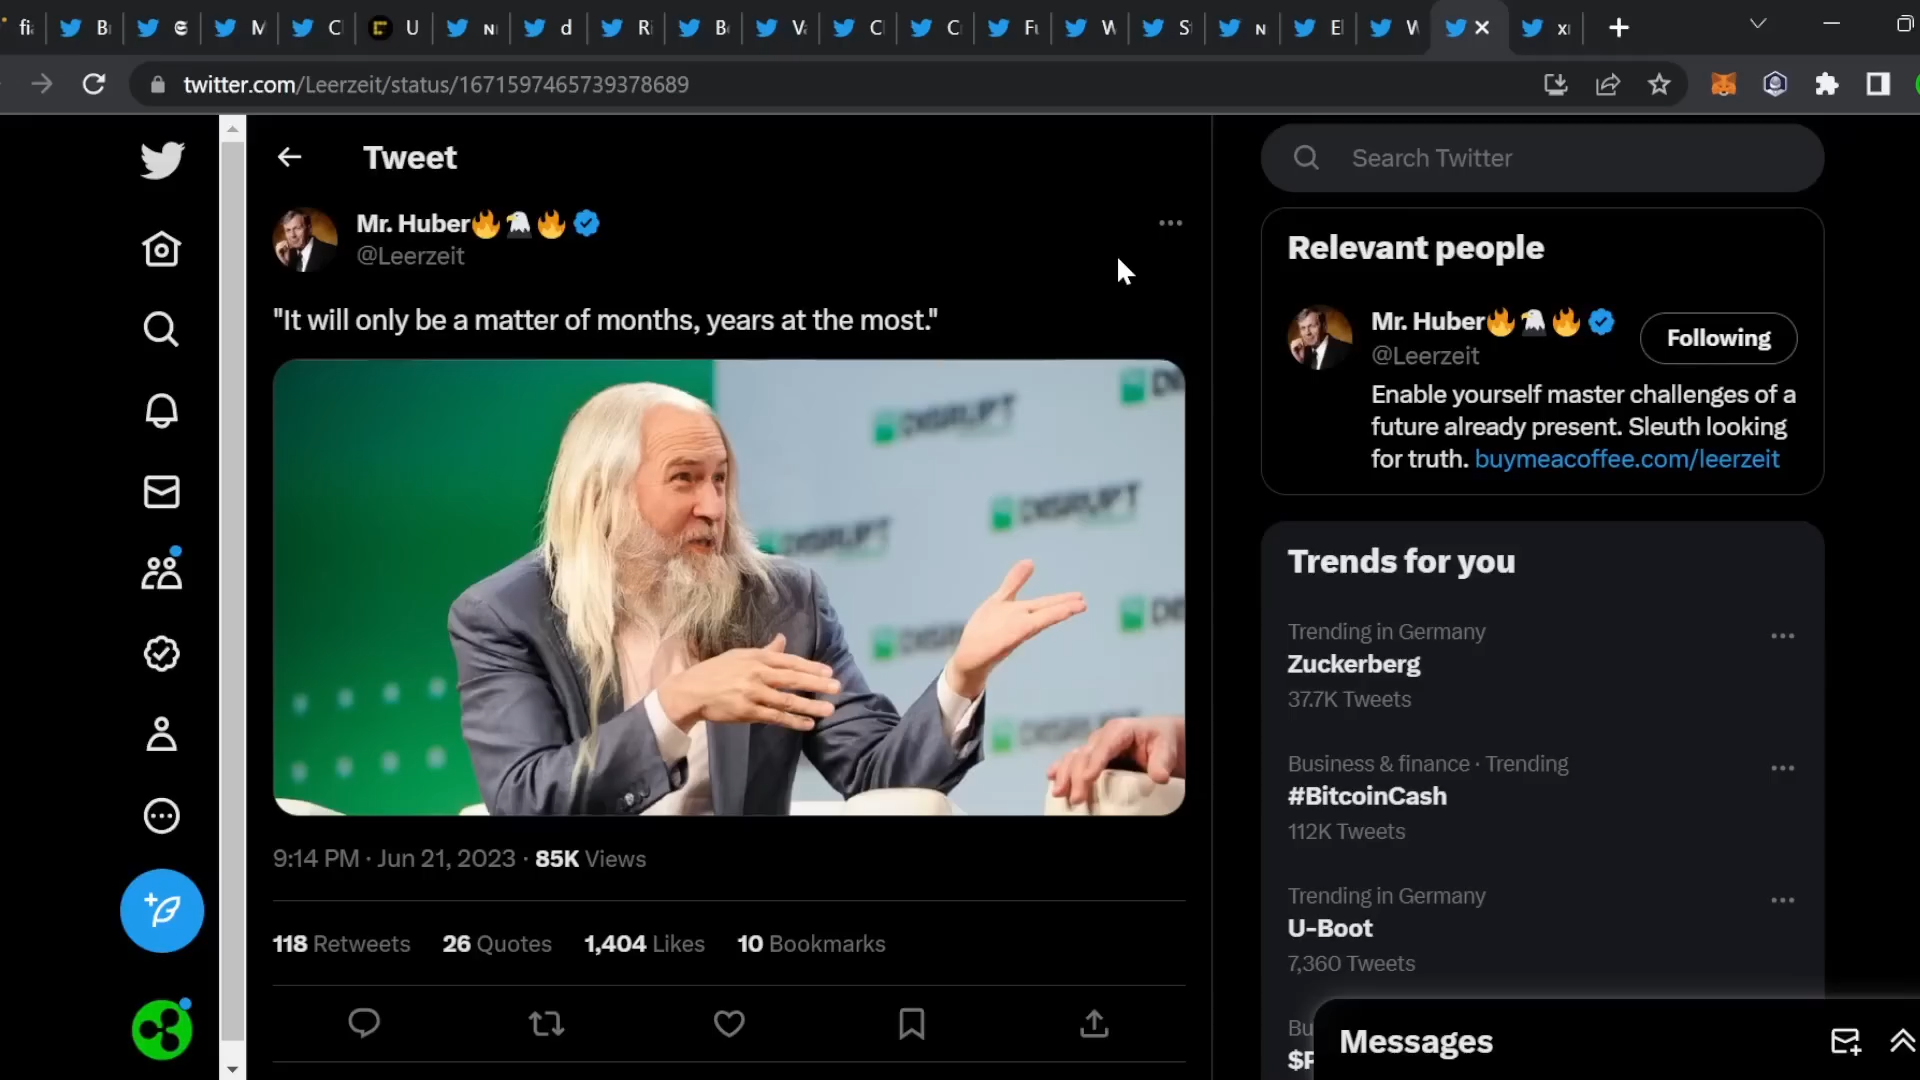 twitter.com/Leerzeit/status/1671597465739378689
Tweet
Search Twitter
Mr. Huber🔥🦅🔥
@Leerzeit
"It will only be a matter of months, years at the most."
DISRUPT
DISRUPT
DISRUPT
9:14 PM · Jun 21, 2023 · 85K Views
118 Retweets 26 Quotes 1,404 Likes 10 Bookmarks
Relevant people
Mr. Huber🔥🦅🔥
@Leerzeit
Following
Enable yourself master challenges of a
future already present. Sleuth looking
for truth. buymeacoffee.com/leerzeit
Trends for you
Trending in Germany
Zuckerberg
37.7K Tweets
Business & finance · Trending
#BitcoinCash
112K Tweets
Trending in Germany
U-Boot
7,360 Tweets
Messages